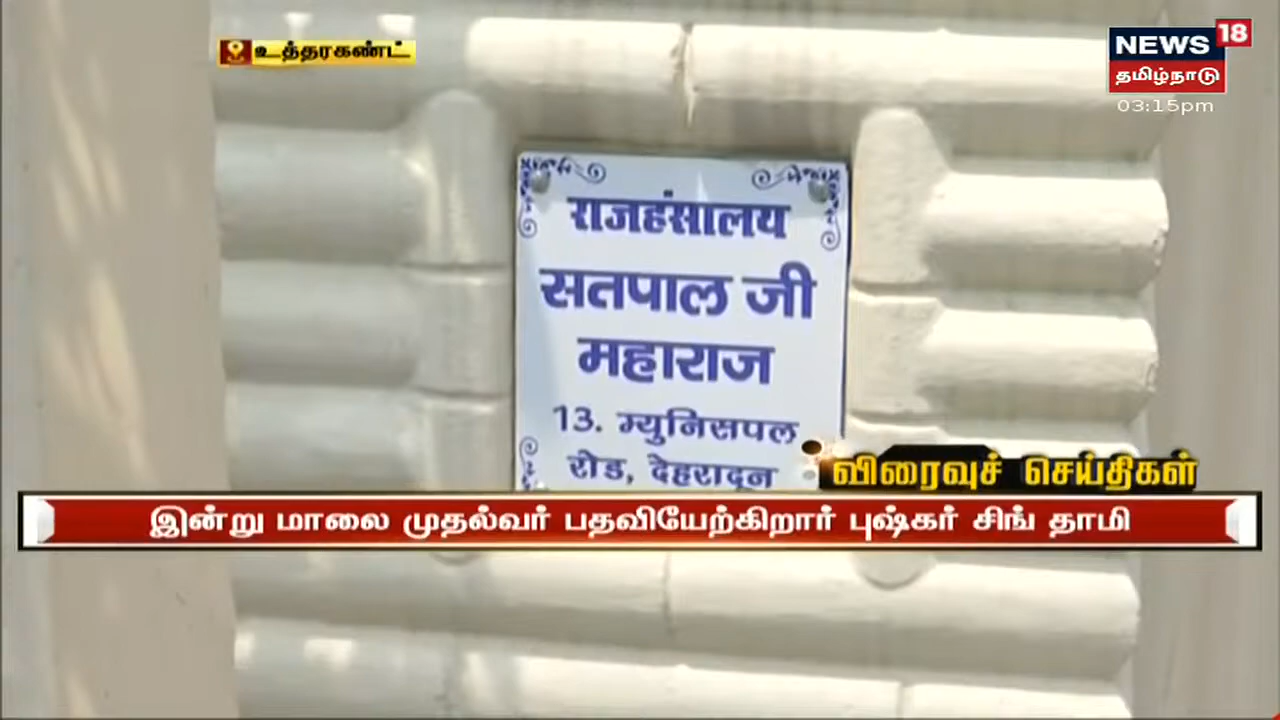 உத்தரகண்ட்
NEWS 18
தமிழ்நாடு
03:15pm
राजहंसालय
सतपाल जी
महाराज
13. म्युनिसपल
रोड, देहरादून
விரைவுச் செய்திகள்
இன்று மாலை முதல்வர் பதவியேற்கிறார் புஷ்கர் சிங் தாமி